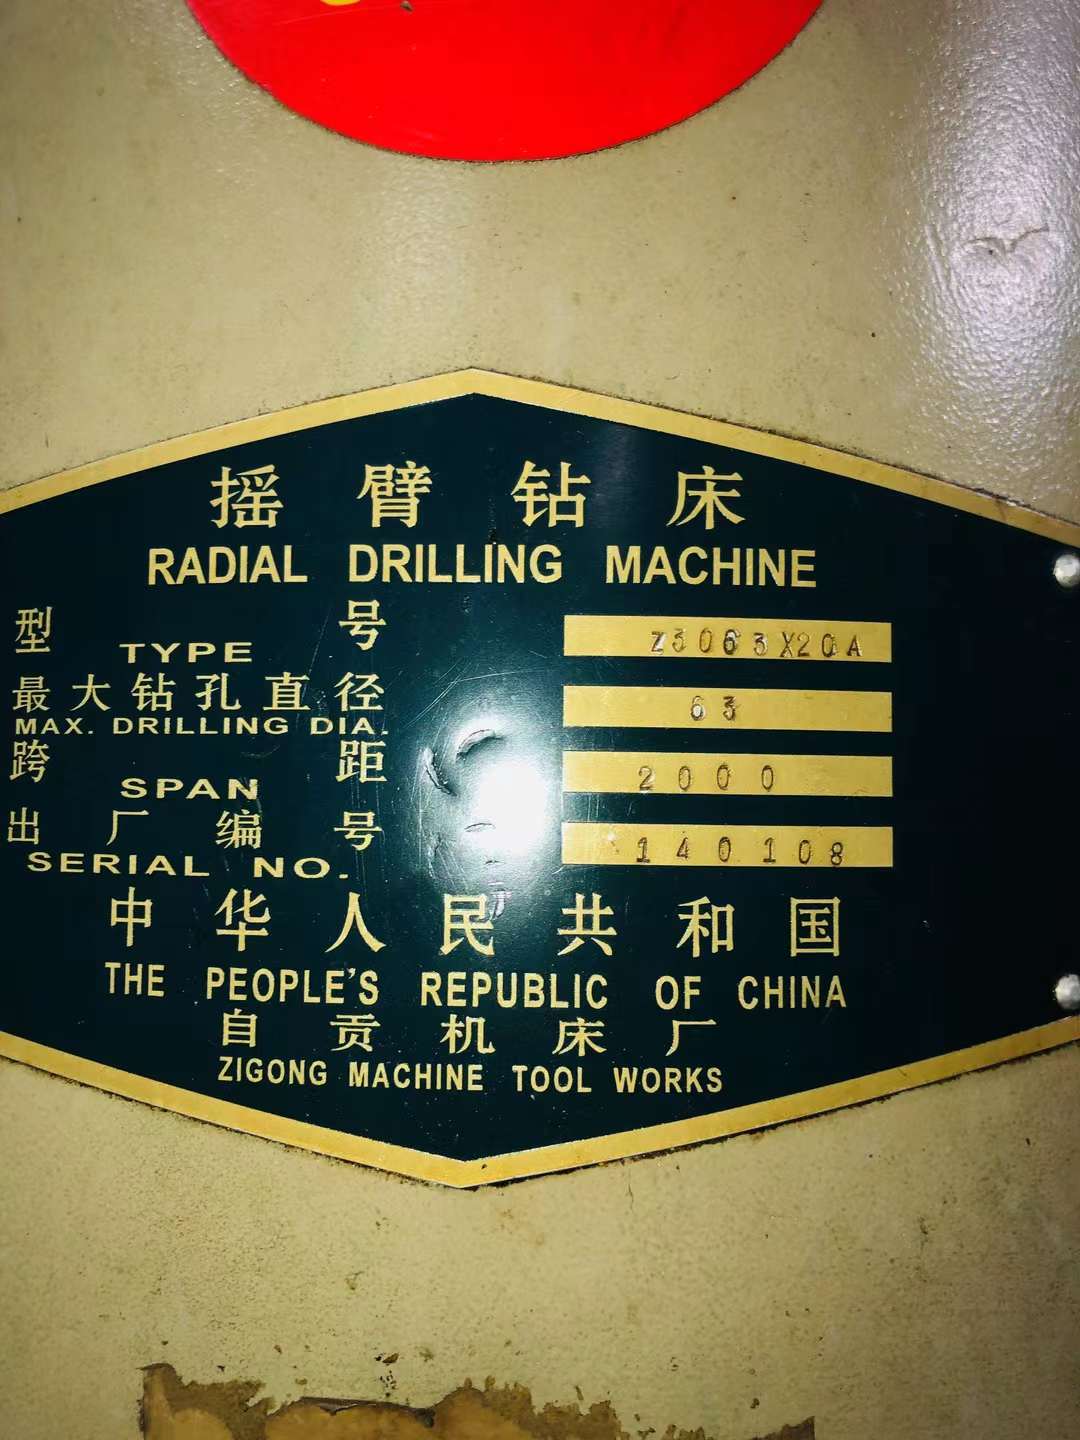 摇臂钻床
RADIAL DRILLING MACHINE
型号 Z3063X20A
TYPE
最大钻孔直径 63
MAX. DRILLING DIA.
跨距 2000
SPAN
出厂编号 140108
SERIAL NO.
中华人民共和国
THE PEOPLE'S REPUBLIC OF CHINA
自贡机床厂
ZIGONG MACHINE TOOL WORKS